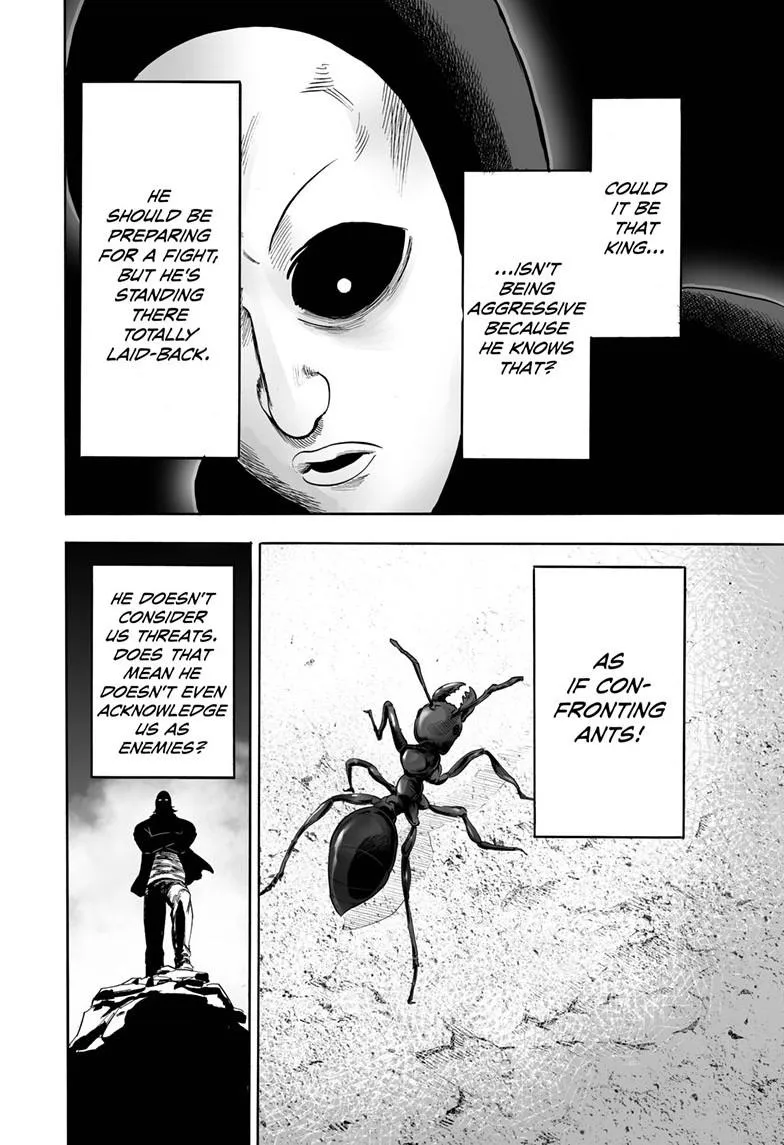 COULD
IT BE
THAT
KING...
...ISN'T
BEING
AGGRESSIVE
BECAUSE
HE KNOWS
THAT?
HE
SHOULD BE
PREPARING
FOR A FIGHT,
BUT HE'S
STANDING
THERE
TOTALLY
LAID-BACK.
AS
IF CON-
FRONTING
ANTS!
HE DOESN'T
CONSIDER
US THREATS.
DOES THAT
MEAN HE
DOESN'T EVEN
ACKNOWLEDGE
US AS
ENEMIES?